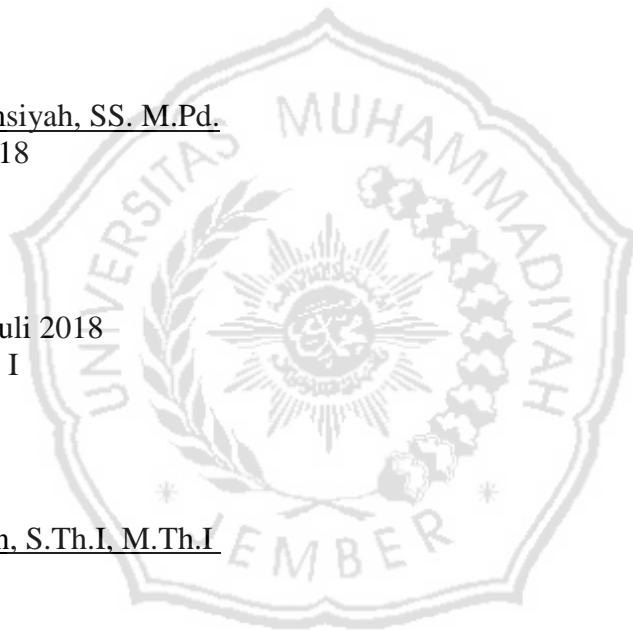 nsiyah, SS. M.Pd.
18
uli 2018
I
n, S.Th.I, M.Th.I
UNIVERSITAS MUHAMMADIYAH
JEMBER